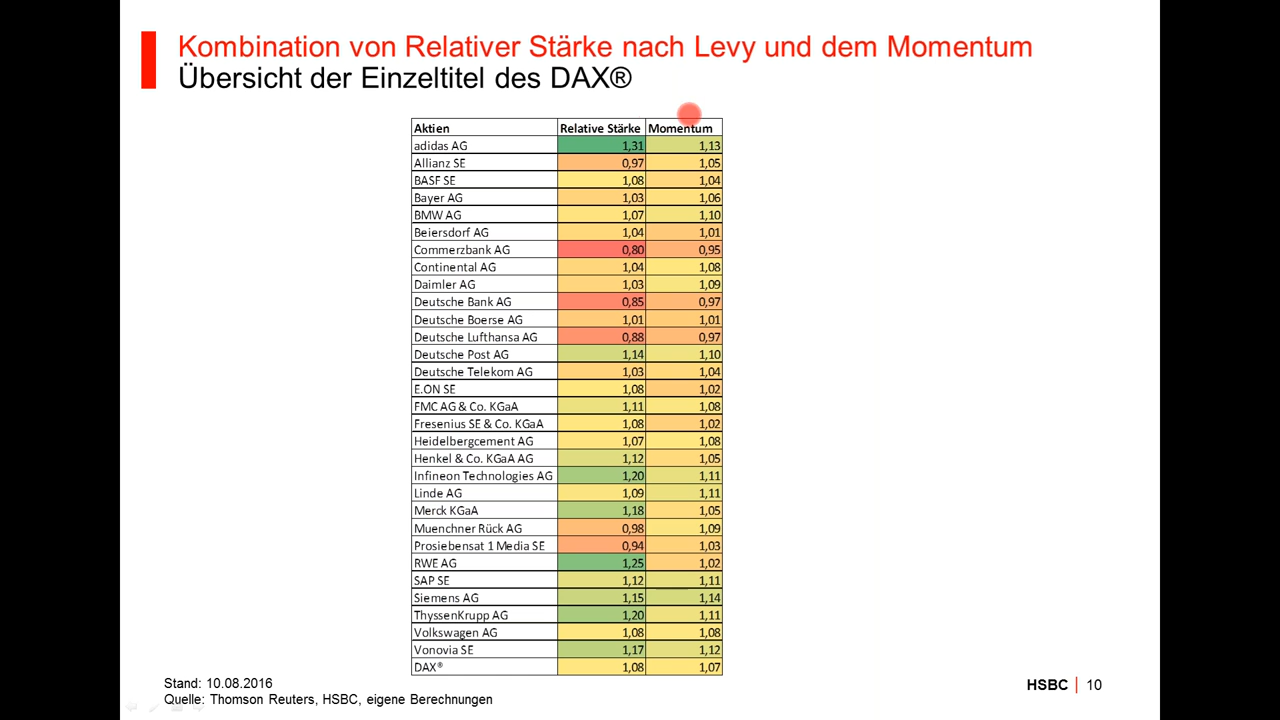 Kombination von Relativer Stärke nach Levy und dem Momentum
Übersicht der Einzeltitel des DAX®
Aktien Relative Stärke Momentum
adidas AG 1,31 1,13
Allianz SE 0,97 1,05
BASF SE 1,08 1,04
Bayer AG 1,03 1,06
BMW AG 1,07 1,10
Beiersdorf AG 1,04 1,01
Commerzbank AG 0,80 0,95
Continental AG 1,04 1,08
Daimler AG 1,03 1,09
Deutsche Bank AG 0,85 0,97
Deutsche Boerse AG 1,01 1,01
Deutsche Lufthansa AG 0,88 0,97
Deutsche Post AG 1,14 1,10
Deutsche Telekom AG 1,03 1,04
E.ON SE 1,08 1,02
FMC AG & Co. KGaA 1,11 1,08
Fresenius SE & Co. KGaA 1,08 1,02
Heidelbergcement AG 1,07 1,08
Henkel & Co. KGaA AG 1,12 1,05
Infineon Technologies AG 1,20 1,11
Linde AG 1,09 1,11
Merck KGaA 1,18 1,05
Muenchner Rück AG 0,98 1,09
Prosiebensat 1 Media SE 0,94 1,03
RWE AG 1,25 1,02
SAP SE 1,12 1,11
Siemens AG 1,15 1,14
ThyssenKrupp AG 1,20 1,11
Volkswagen AG 1,08 1,08
Vonovia SE 1,17 1,12
DAX® 1,08 1,07
Stand: 10.08.2016
Quelle: Thomson Reuters, HSBC, eigene Berechnungen
HSBC | 10